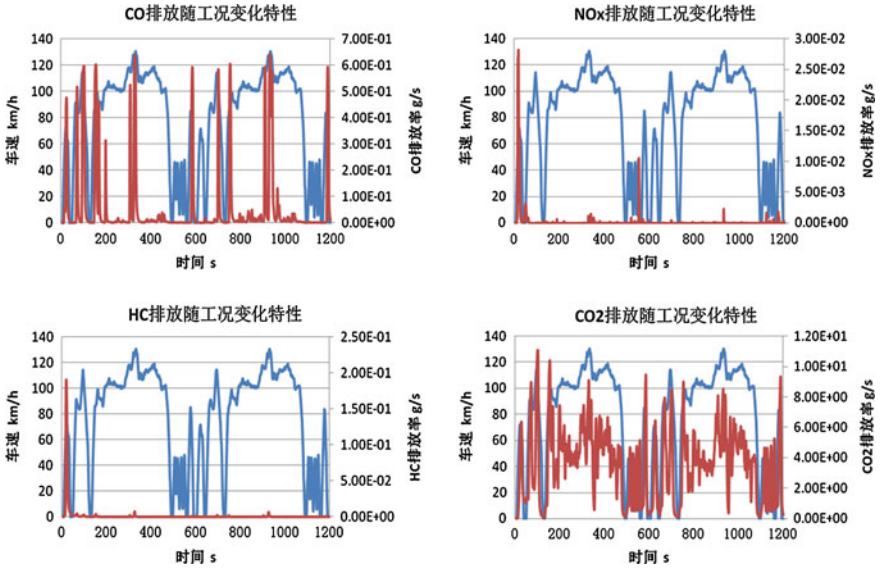 CO排放随工况变化特性
140
120
100
80
60
40
20
0
车速 km/h
7.00E-01
6.00E-01
5.00E-01
4.00E-01
3.00E-01
2.00E-01
1.00E-01
0.00E+00
CO排放率g/s
0 200 400 600 800 1000 1200
时间 s
NOx排放随工况变化特性
140
120
100
80
60
40
20
0
车速 km/h
3.00E-02
2.50E-02
2.00E-02
1.50E-02
1.00E-02
5.00E-03
0.00E+00
NOx排放率g/s
0 200 400 600 800 1000 1200
时间 s
HC排放随工况变化特性
140
120
100
80
60
40
20
0
车速 km/h
2.50E-01
2.00E-01
1.50E-01
1.00E-01
5.00E-02
0.00E+00
HC排放率g/s
0 200 400 600 800 1000 1200
时间 s
CO2排放随工况变化特性
140
120
100
80
60
40
20
0
车速 km/h
1.20E+01
1.00E+01
8.00E+00
6.00E+00
4.00E+00
2.00E+00
0.00E+00
CO2排放率g/s
0 200 400 600 800 1000 1200
时间 s